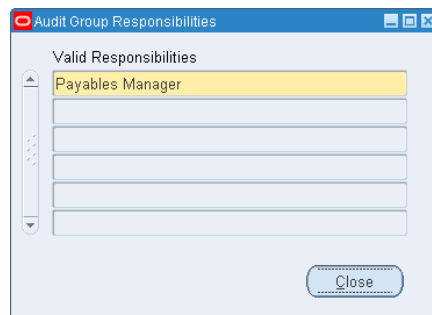 Audit Group Responsibilities
Valid Responsibilities
Payables Manager
Close